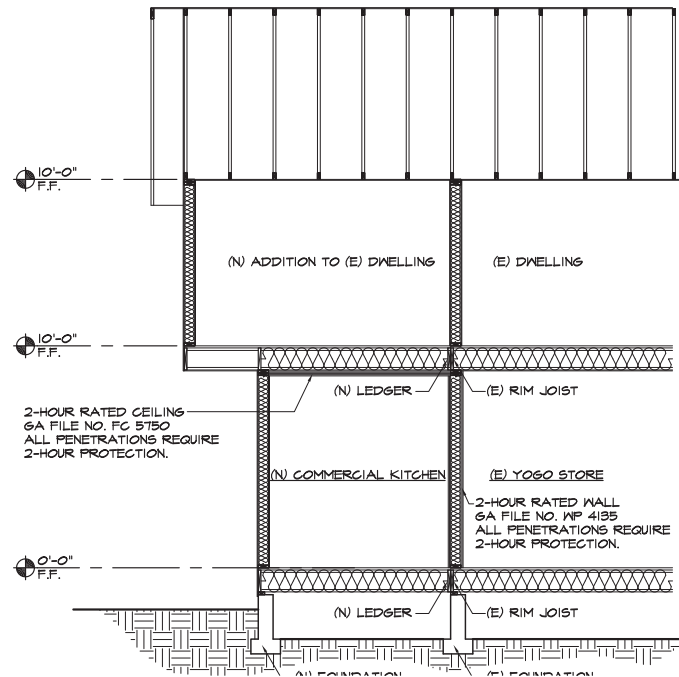 10'-0"
F.F.
(N) ADDITION TO (E) DWELLING
(E) DWELLING
10'-0"
F.F.
(N) LEDGER
(E) RIM JOIST
2-HOUR RATED CEILING
GA FILE NO. FC 5750
ALL PENETRATIONS REQUIRE
2-HOUR PROTECTION.
(N) COMMERCIAL KITCHEN
(E) YOGO STORE
2-HOUR RATED WALL
GA FILE NO. WP 4135
ALL PENETRATIONS REQUIRE
2-HOUR PROTECTION.
0'-0"
F.F.
(N) LEDGER
(E) RIM JOIST
(N) FOUNDATION
(E) FOUNDATION